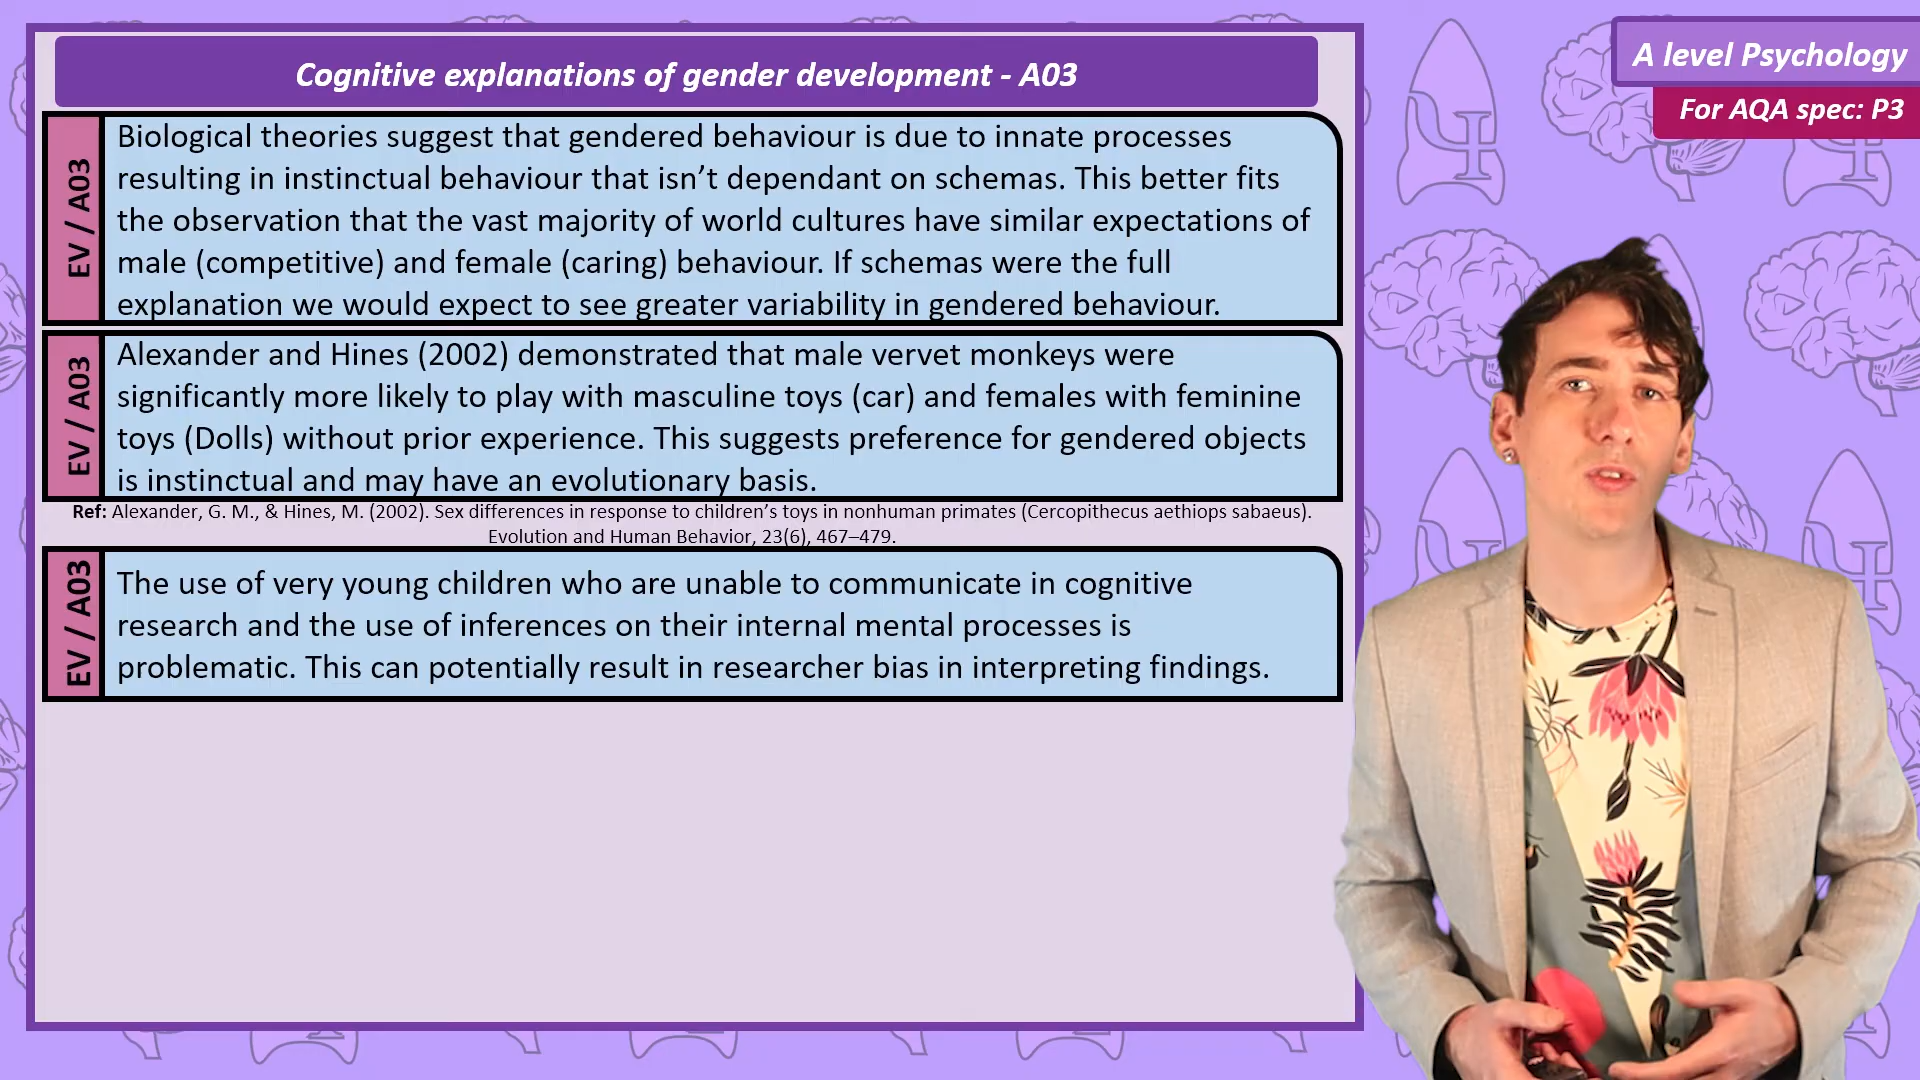 Cognitive explanations of gender development - A03
A level Psychology
For AQA spec: P3
EV / A03
Biological theories suggest that gendered behaviour is due to innate processes
resulting in instinctual behaviour that isn’t dependant on schemas. This better fits
the observation that the vast majority of world cultures have similar expectations of
male (competitive) and female (caring) behaviour. If schemas were the full
explanation we would expect to see greater variability in gendered behaviour.
EV / A03
Alexander and Hines (2002) demonstrated that male vervet monkeys were
significantly more likely to play with masculine toys (car) and females with feminine
toys (Dolls) without prior experience. This suggests preference for gendered objects
is instinctual and may have an evolutionary basis.
Ref: Alexander, G. M., & Hines, M. (2002). Sex differences in response to children’s toys in nonhuman primates (Cercopithecus aethiops sabaeus).
Evolution and Human Behavior, 23(6), 467–479.
EV / A03
The use of very young children who are unable to communicate in cognitive
research and the use of inferences on their internal mental processes is
problematic. This can potentially result in researcher bias in interpreting findings.